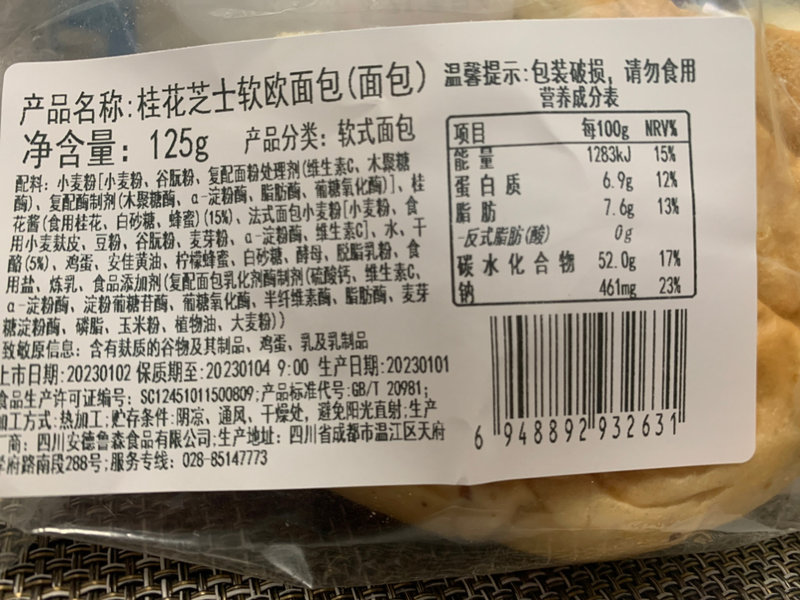 产品名称:桂花芝士软欧面包(面包)
净含量: 125g 产品分类: 软式面包
配料: 小麦粉[小麦粉、谷朊粉、复配面粉处理剂(维生素C、木聚糖
酶)、复配酶制剂(木聚糖酶、α-淀粉酶、脂肪酶、葡糖氧化酶)]、桂
花酱(食用桂花、白砂糖、蜂蜜)(15%)、法式面包小麦粉[小麦粉、食
用小麦麸皮、豆粉、谷朊粉、麦芽粉、α-淀粉酶、维生素C]、水、干
酪(5%)、鸡蛋、安佳黄油、柠檬蜂蜜、白砂糖、酵母、脱脂乳粉、食
用盐、炼乳、食品添加剂(复配面包乳化剂酶制剂(硫酸钙、维生素C、
α-淀粉酶、淀粉葡糖苷酶、葡糖氧化酶、半纤维素酶、脂肪酶、麦芽
糖淀粉酶、磷脂、玉米粉、植物油、大麦粉))
致敏原信息: 含有麸质的谷物及其制品、鸡蛋、乳及乳制品
上市日期:20230102 保质期至:20230104 9:00 生产日期:20230101
食品生产许可证编号: SC12451011500809;产品标准代号:GB/T 20981;
加工方式:热加工;贮存条件:阴凉、通风、干燥处, 避免阳光直射;生产
厂商: 四川安德鲁森食品有限公司;生产地址: 四川省成都市温江区天府
学府路南段288号;服务专线: 028-85147773
温馨提示:包装破损, 请勿食用
营养成分表
项目 每100g NRV%
能量 1283kJ 15%
蛋白质 6.9g 12%
脂肪 7.6g 13%
-反式脂肪(酸) 0g
碳水化合物 52.0g 17%
钠 461mg 23%
6 948892 932631